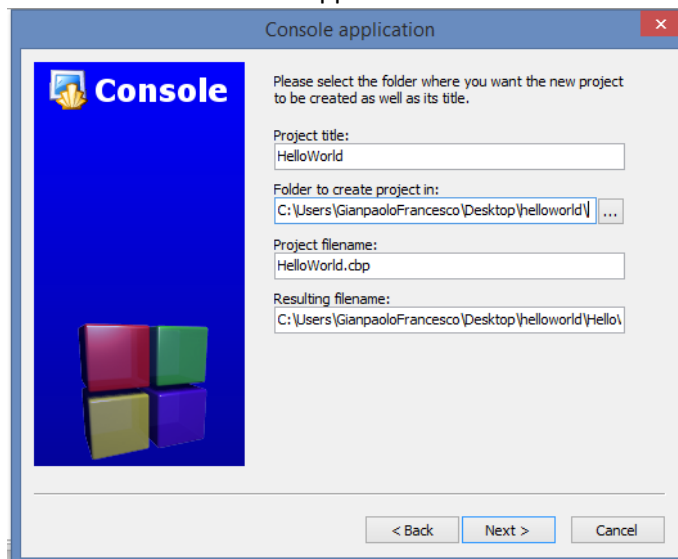 Console application
Console
Please select the folder where you want the new project
to be created as well as its title.
Project title:
HelloWorld
Folder to create project in:
C:\Users\GianpaoloFrancesco\Desktop\helloworld\
...
Project filename:
HelloWorld.cbp
Resulting filename:
C:\Users\GianpaoloFrancesco\Desktop\helloworld\Hello\
< Back
Next >
Cancel